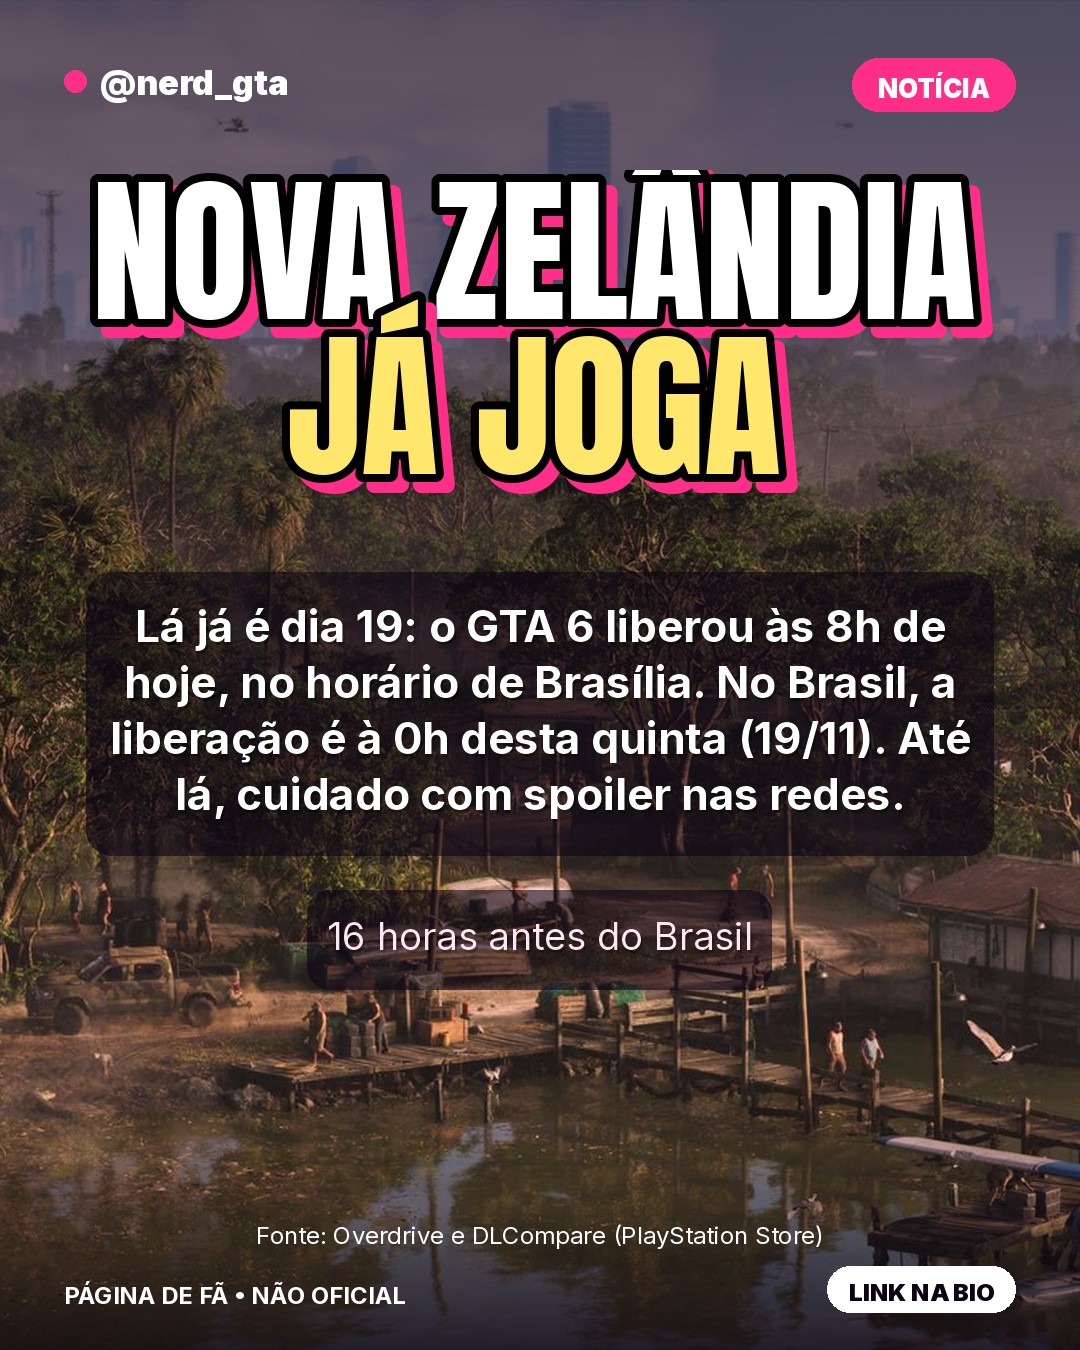 @nerd_gta
NOTÍCIA
NOVA ZELÂNDIA
JÁ JOGA
Lá já é dia 19: o GTA 6 liberou às 8h de
hoje, no horário de Brasília. No Brasil, a
liberação é à 0h desta quinta (19/11). Até
lá, cuidado com spoiler nas redes.
16 horas antes do Brasil
Fonte: Overdrive e DLCompare (PlayStation Store)
PÁGINA DE FÃ • NÃO OFICIAL
LINK NA BIO